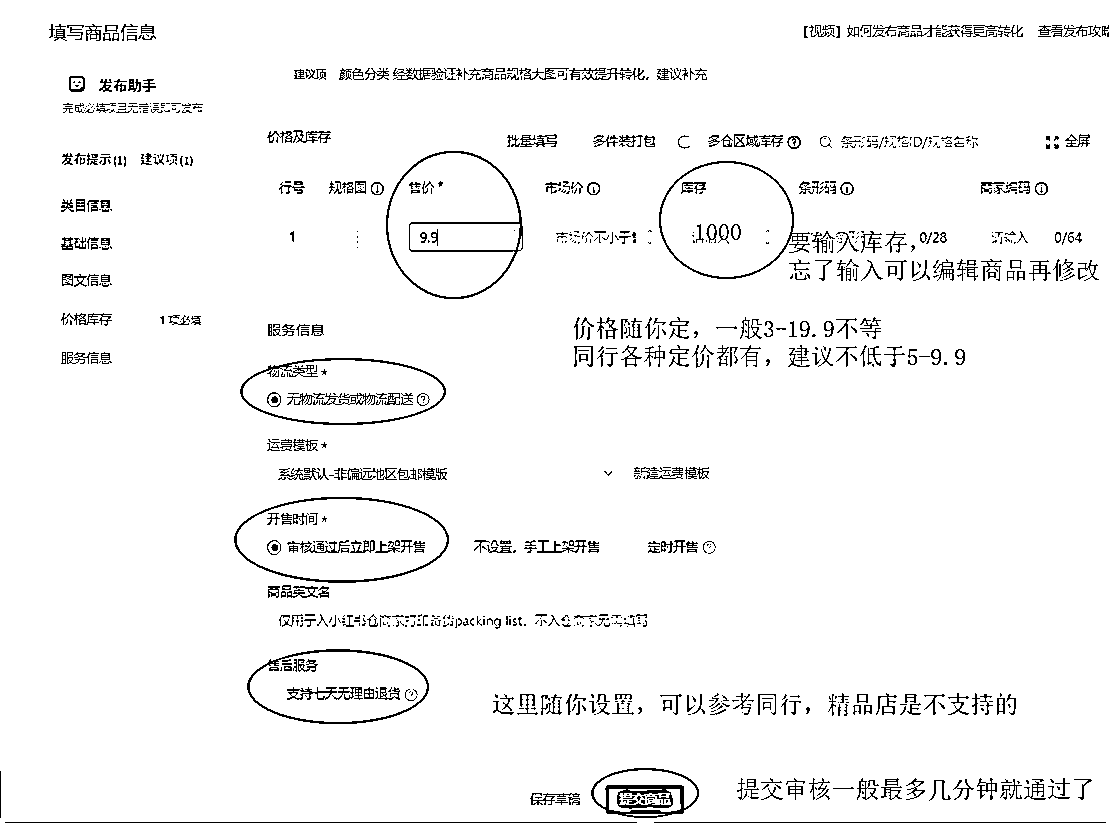 填写商品信息
【视频】如何发布商品才能获得更高转化 查看发布攻略
发布助手
完成必填项且无错误即可发布
建议项 颜色分类 经数据验证补充商品规格大图可有效提升转化，建议补充
发布提示(1) 建议项(1)
类目信息
基础信息
图文信息
价格库存 1 项必填
服务信息
价格及库存 批量填写 多件装打包 多仓区域库存 条形码/规格ID/规格名称 全屏
行号 规格图 售价* 市场价 库存 条形码 商家编码
1 9.9 市场价不小于售 1000 0/28 请输入 0/64
要输入库存，
忘了输入可以编辑商品再修改
价格随你定，一般3-19.9不等
同行各种定价都有，建议不低于5-9.9
服务信息
物流类型*
无物流发货或物流配送
运费模板*
系统默认-非偏远地区包邮模版 新建运费模板
开售时间*
审核通过后立即上架开售 不设置，手工上架开售 定时开售
商品英文名
仅用于入小红书仓商家打印备货packing list，不入仓商家无需填写
售后服务
支持七天无理由退货
这里随你设置，可以参考同行，精品店是不支持的
保存草稿 提交商品
提交审核一般最多几分钟就通过了